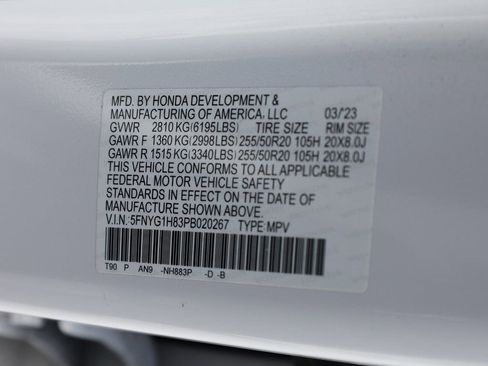 MFD. BY HONDA DEVELOPMENT &
MANUFACTURING OF AMERICA, LLC 03/'23
GVWR 2810 KG(6195LBS) TIRE SIZE RIM SIZE
GAWR F 1360 KG(2998LBS) 255/50R20 105H 20X8.0J
GAWR R 1515 KG(3340LBS) 255/50R20 105H 20X8.0J
THIS VEHICLE CONFORMS TO ALL APPLICABLE
FEDERAL MOTOR VEHICLE SAFETY
STANDARDS IN EFFECT ON THE DATE OF
MANUFACTURE SHOWN ABOVE.
V.I.N. 5FNYG1H83PB020267 TYPE MPV
T90 P AN9 -NH883P -D -B